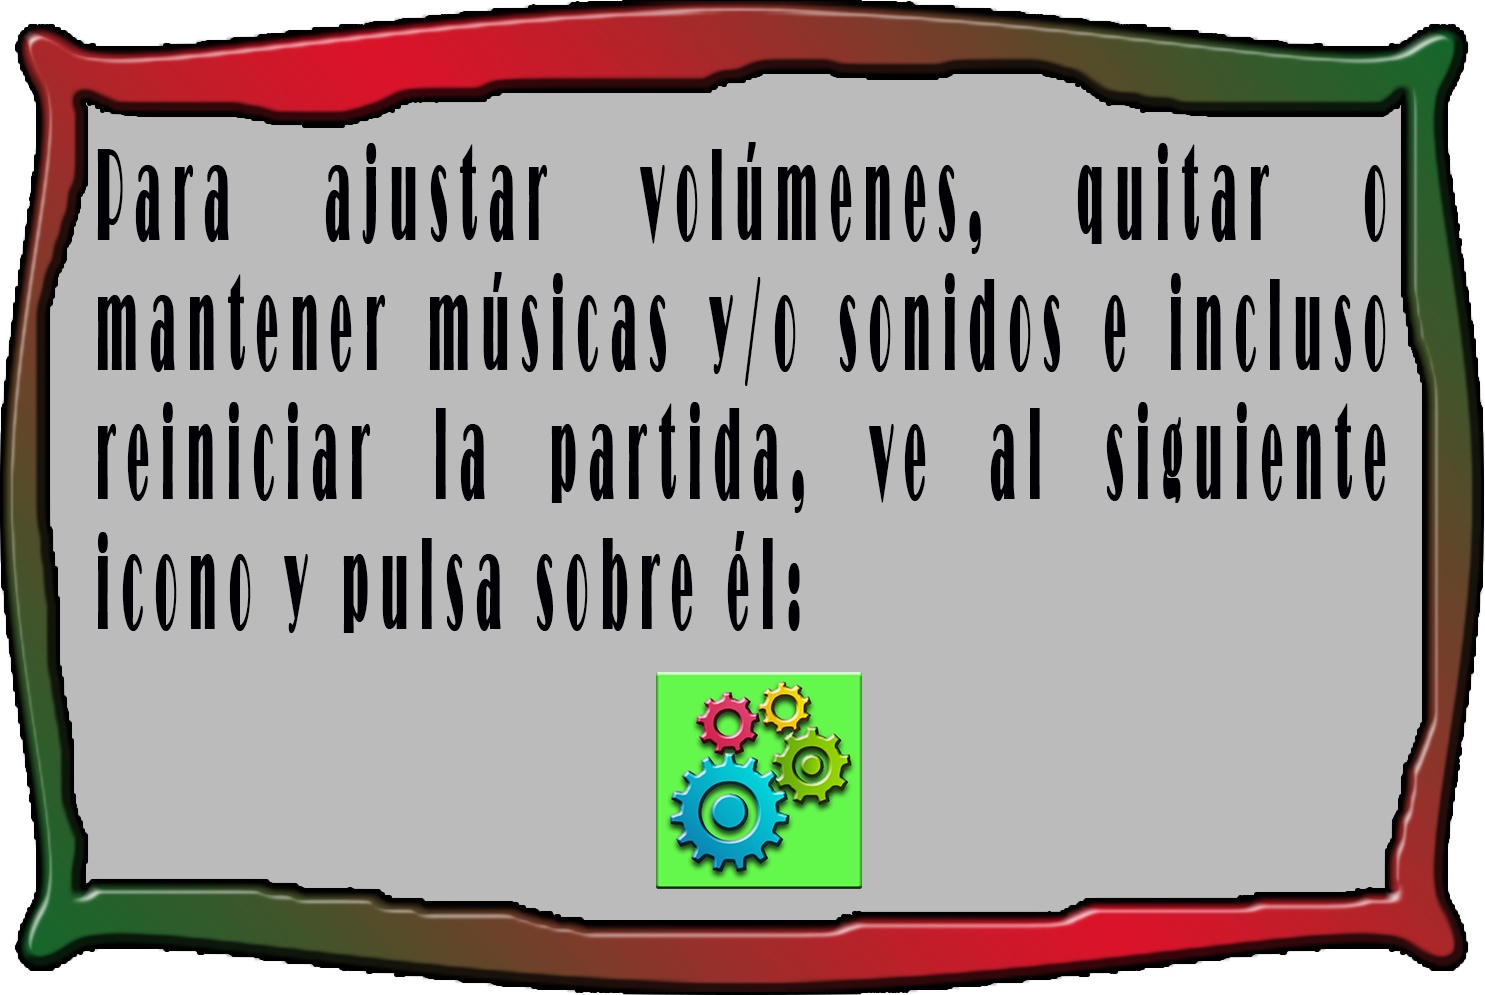 Para ajustar volúmenes, quitar o
mantener músicas y/o sonidos e incluso
reiniciar la partida, ve al siguiente
icono y pulsa sobre él: